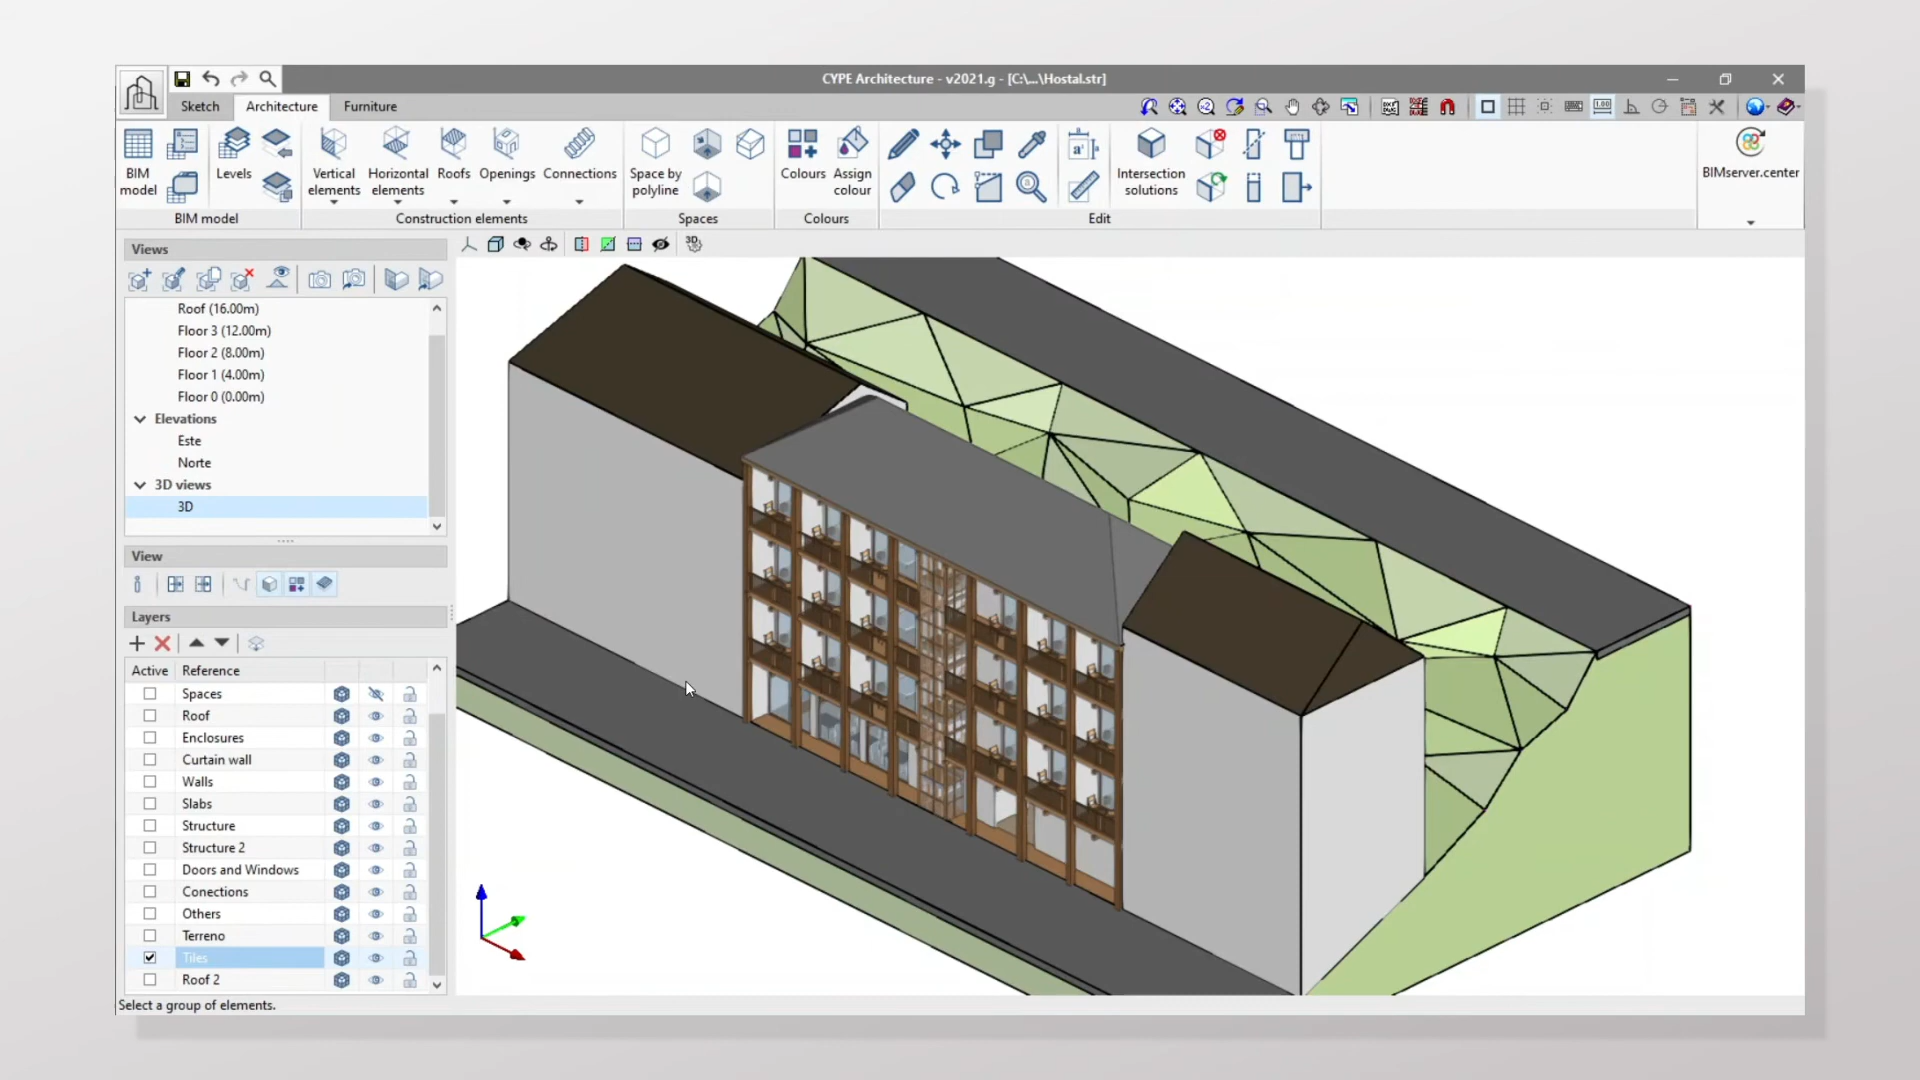 CYPE Architecture - v2021.g - [C:\...\Hostal.str]
Sketch Architecture Furniture
BIM model
Levels
Vertical elements
Horizontal elements
Roofs
Openings
Connections
Space by polyline
Colours
Assign colour
Intersection solutions
BIMserver.center
BIM model
Construction elements
Spaces
Colours
Edit
Views
Roof (16.00m)
Floor 3 (12.00m)
Floor 2 (8.00m)
Floor 1 (4.00m)
Floor 0 (0.00m)
Elevations
Este
Norte
3D views
3D
View
Layers
Active Reference
Spaces
Roof
Enclosures
Curtain wall
Walls
Slabs
Structure
Structure 2
Doors and Windows
Conections
Others
Terreno
Tiles
Roof 2
Select a group of elements.